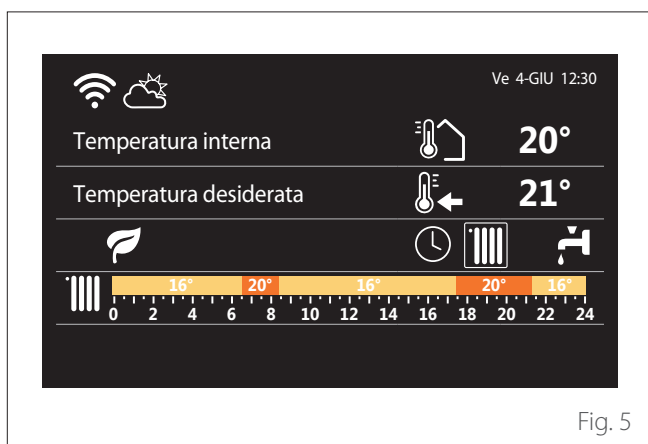 Ve 4-GIU 12:30
Temperatura interna 20°
Temperatura desiderata 21°
16° 20° 16° 20° 16°
0 2 4 6 8 10 12 14 16 18 20 22 24
Fig. 5